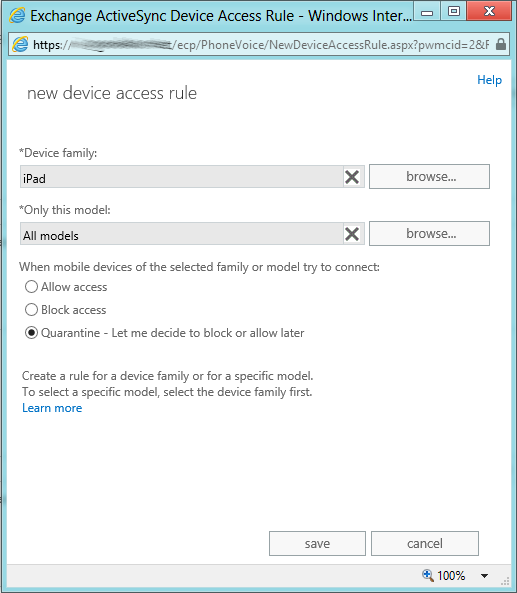 Exchange ActiveSync Device Access Rule - Windows Inter...
https:// /ecp/PhoneVoice/NewDeviceAccessRule.aspx?pwmcid=2&F
Help
new device access rule
*Device family:
iPad
browse...
*Only this model:
All models
browse...
When mobile devices of the selected family or model try to connect:
Allow access
Block access
Quarantine - Let me decide to block or allow later
Create a rule for a device family or for a specific model.
To select a specific model, select the device family first.
Learn more
save
cancel
100%